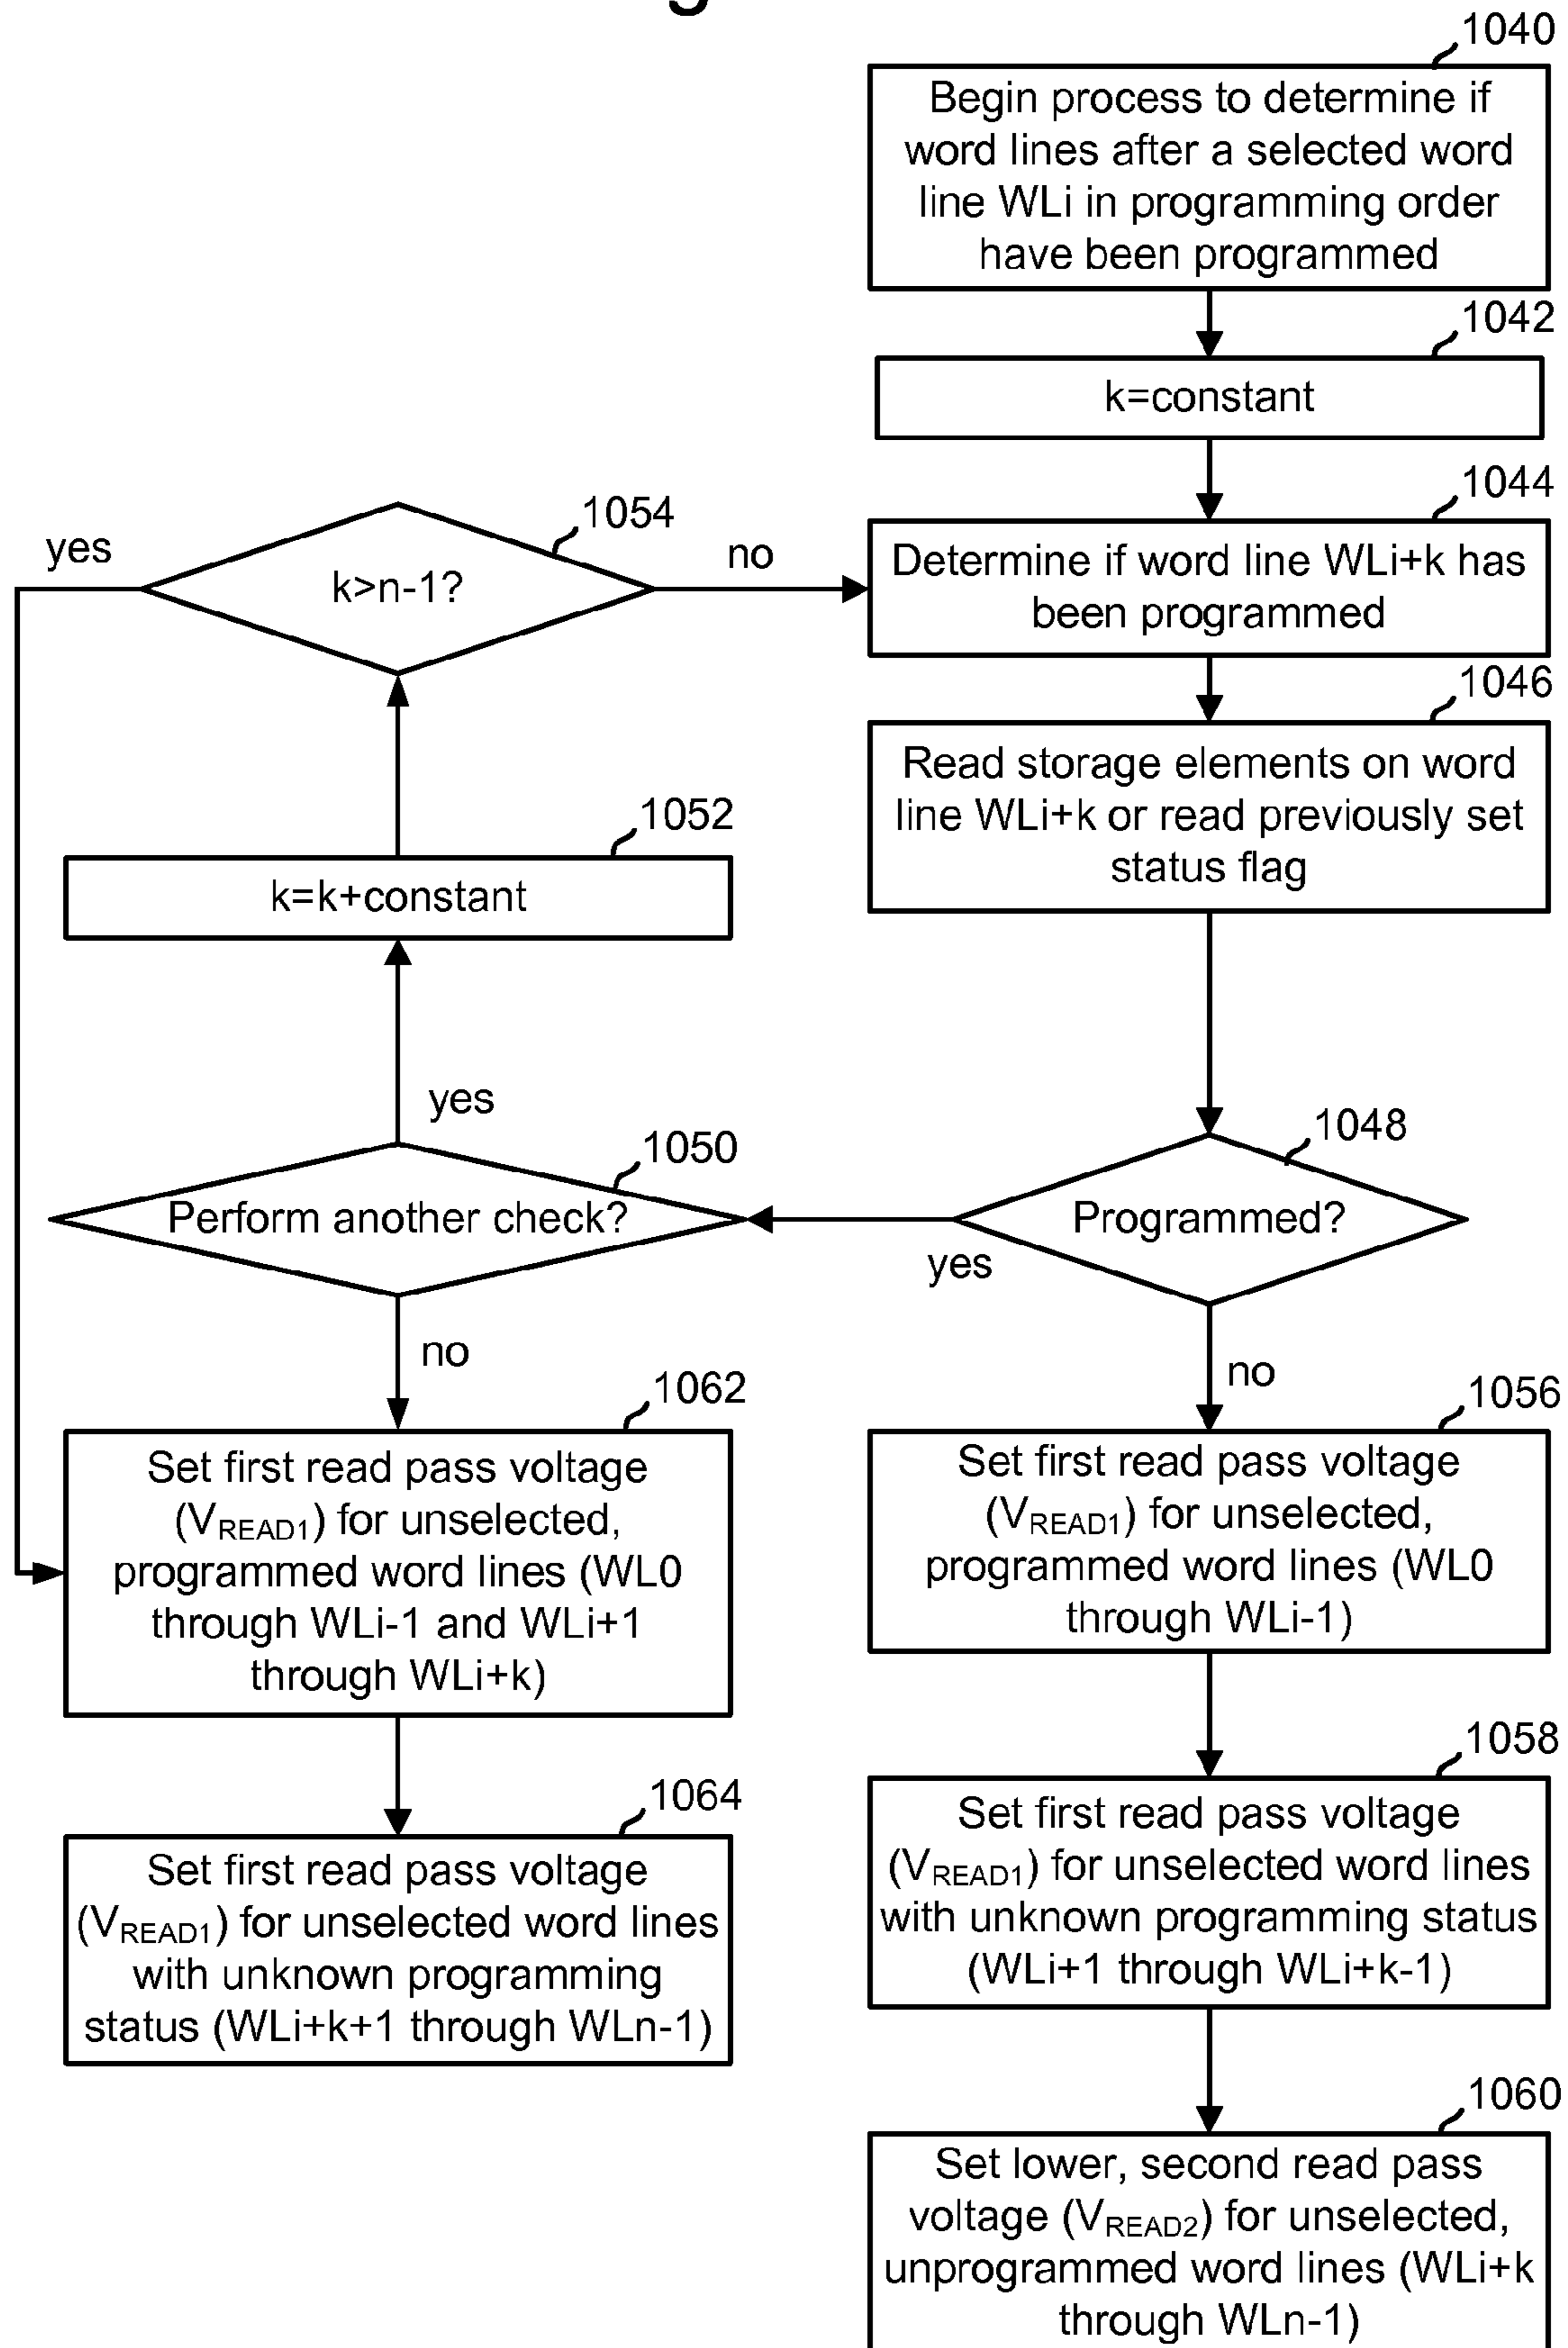 1040
Begin process to determine if
word lines after a selected word
line WLi in programming order
have been programmed
1042
k=constant
1044
Determine if word line WLi+k has
been programmed
1054
k>n-1?
yes
no
1046
Read storage elements on word
line WLi+k or read previously set
status flag
1052
k=k+constant
yes
1048
Programmed?
yes
no
1050
Perform another check?
no
1062
Set first read pass voltage
(VREAD1) for unselected,
programmed word lines (WL0
through WLi-1 and WLi+1
through WLi+k)
1056
Set first read pass voltage
(VREAD1) for unselected,
programmed word lines (WL0
through WLi-1)
1064
Set first read pass voltage
(VREAD1) for unselected word lines
with unknown programming
status (WLi+k+1 through WLn-1)
1058
Set first read pass voltage
(VREAD1) for unselected word lines
with unknown programming status
(WLi+1 through WLi+k-1)
1060
Set lower, second read pass
voltage (VREAD2) for unselected,
unprogrammed word lines (WLi+k
through WLn-1)